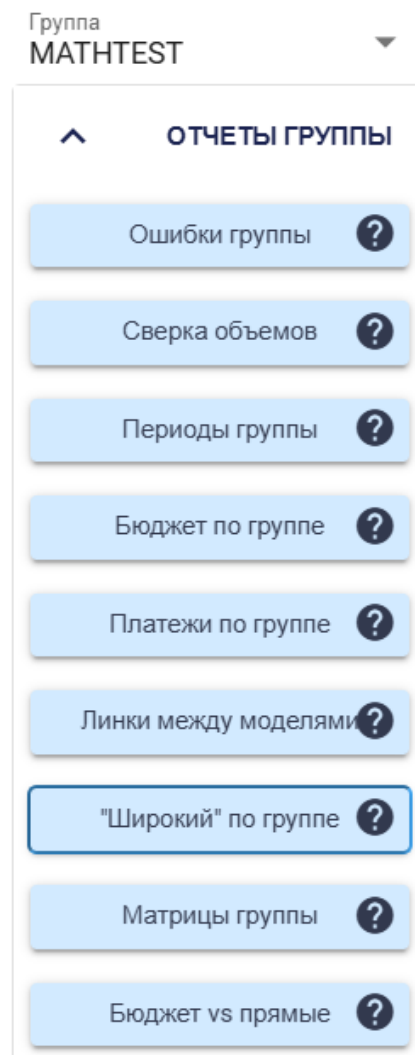 Группа
MATHTEST
ОТЧЕТЫ ГРУППЫ
Ошибки группы
Сверка объемов
Периоды группы
Бюджет по группе
Платежи по группе
Линки между моделями
"Широкий" по группе
Матрицы группы
Бюджет vs прямые